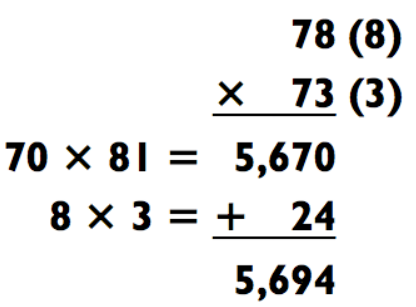 78 (8)
× 73 (3)
70 × 81 = 5,670
8 × 3 = + 24
5,694